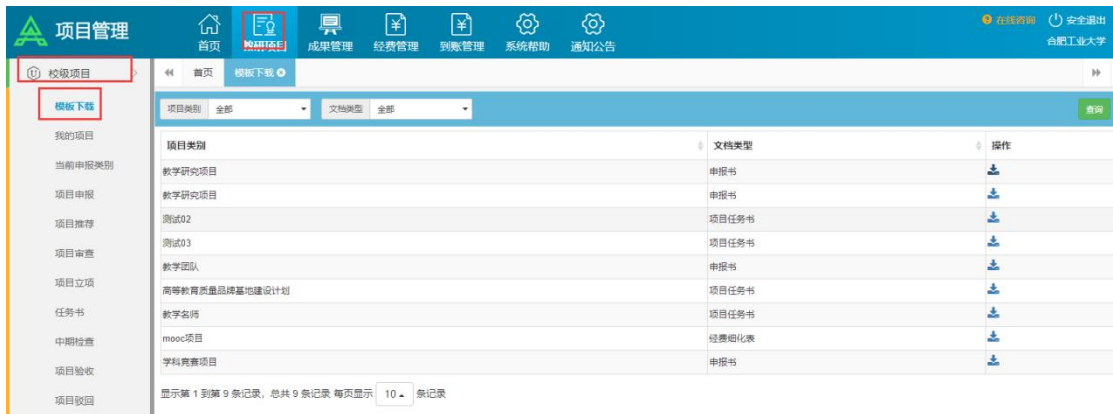 项目管理
首页 教研项目 成果管理 经费管理 到账管理 系统帮助 通知公告
在线咨询 安全退出
合肥工业大学
校级项目
首页 模板下载
模板下载
我的项目
当前申报类别
项目申报
项目推荐
项目审查
项目立项
任务书
中期检查
项目验收
项目驳回
项目类别 全部 文档类型 全部 查询
项目类别 文档类型 操作
教学研究项目 申报书
教学研究项目 申报书
测试02 项目任务书
测试03 项目任务书
教学团队 申报书
高等教育质量品牌基地建设计划 项目任务书
教学名师 项目任务书
mooc项目 经费细化表
学科竞赛项目 申报书
显示第 1 到第 9 条记录，总共 9 条记录 每页显示 10 条记录